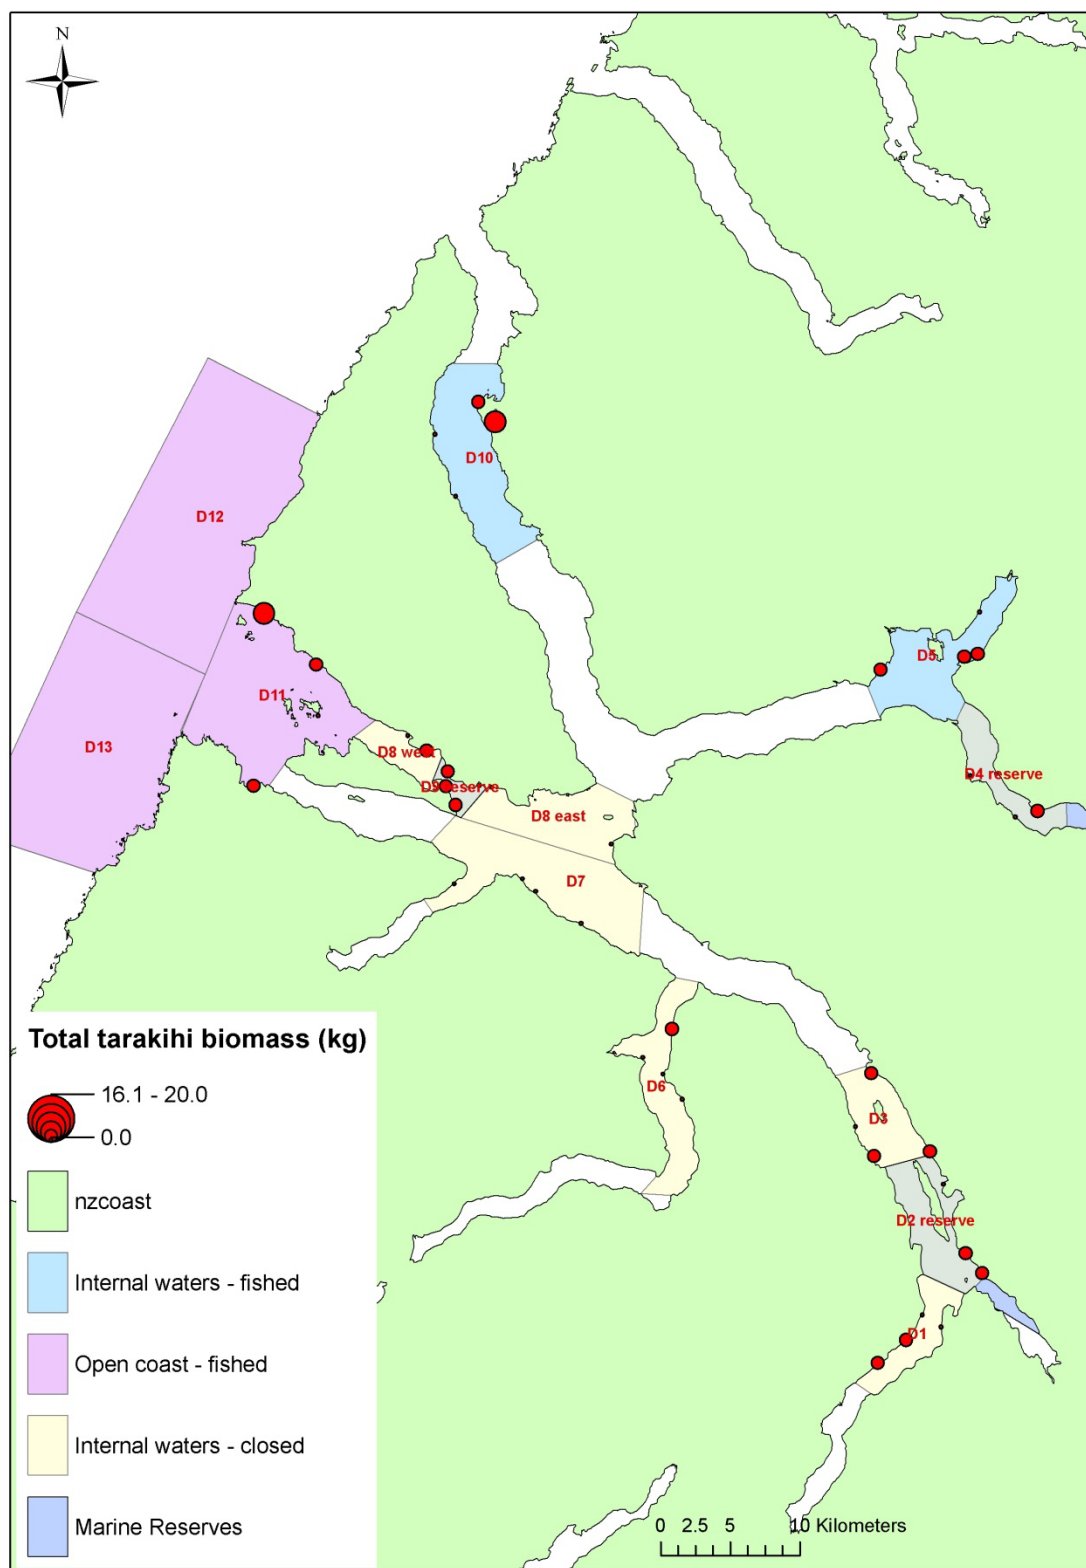 N
D10
D12
D5
D11
D13
D8 west
D4 reserve
D9 reserve
D8 east
D7
Total tarakihi biomass (kg)
16.1 - 20.0
0.0
D6
D3
nzcoast
D2 reserve
Internal waters - fished
D1
Open coast - fished
Internal waters - closed
Marine Reserves
0 2.5 5 10 Kilometers